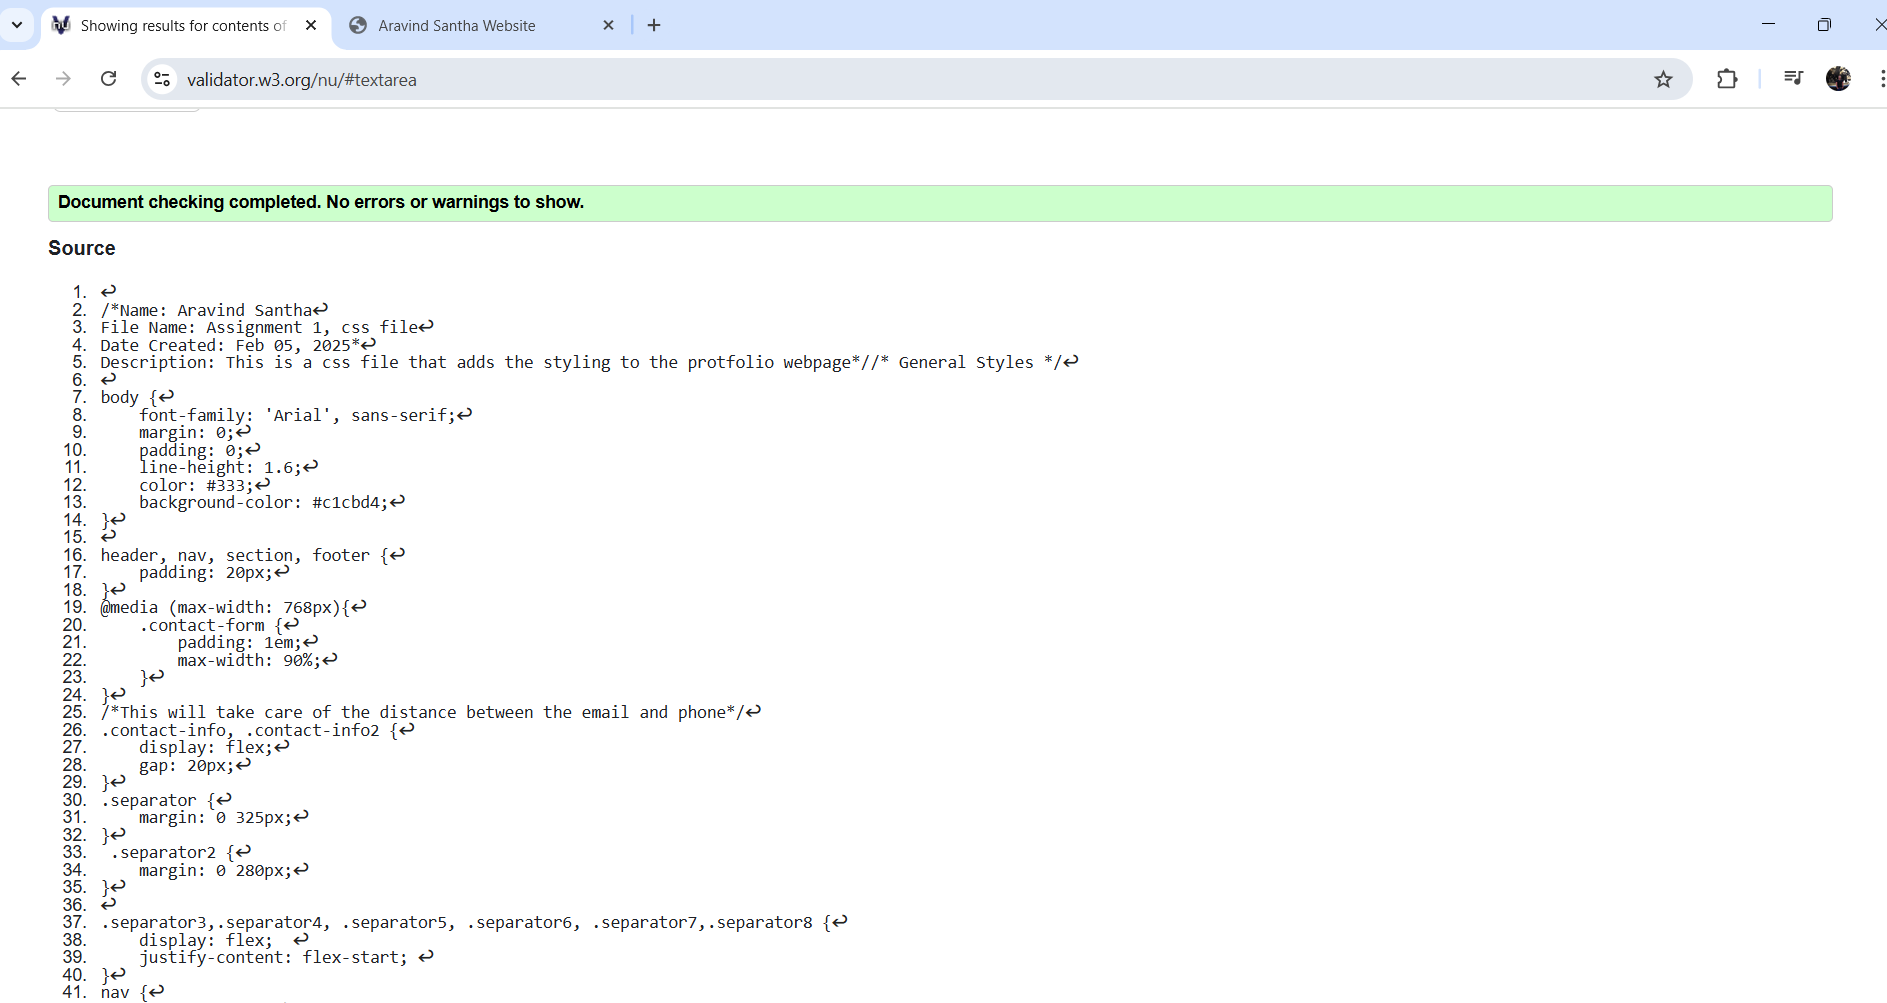 Showing results for contents of
Aravind Santha Website
validator.w3.org/nu/#textarea
Document checking completed. No errors or warnings to show.
Source
1. ↩
2. /*Name: Aravind Santha↩
3. File Name: Assignment 1, css file↩
4. Date Created: Feb 05, 2025*↩
5. Description: This is a css file that adds the styling to the protfolio webpage*//* General Styles */↩
6. ↩
7. body {↩
8.     font-family: 'Arial', sans-serif;↩
9.     margin: 0;↩
10.     padding: 0;↩
11.     line-height: 1.6;↩
12.     color: #333;↩
13.     background-color: #c1cbd4;↩
14. }↩
15. ↩
16. header, nav, section, footer {↩
17.     padding: 20px;↩
18. }↩
19. @media (max-width: 768px){↩
20.     .contact-form {↩
21.         padding: 1em;↩
22.         max-width: 90%;↩
23.     }↩
24. }↩
25. /*This will take care of the distance between the email and phone*/↩
26. .contact-info, .contact-info2 {↩
27.     display: flex;↩
28.     gap: 20px;↩
29. }↩
30. .separator {↩
31.     margin: 0 325px;↩
32. }↩
33.  .separator2 {↩
34.     margin: 0 280px;↩
35. }↩
36. ↩
37. .separator3,.separator4, .separator5, .separator6, .separator7,.separator8 {↩
38.     display: flex;  ↩
39.     justify-content: flex-start; ↩
40. }↩
41. nav {↩